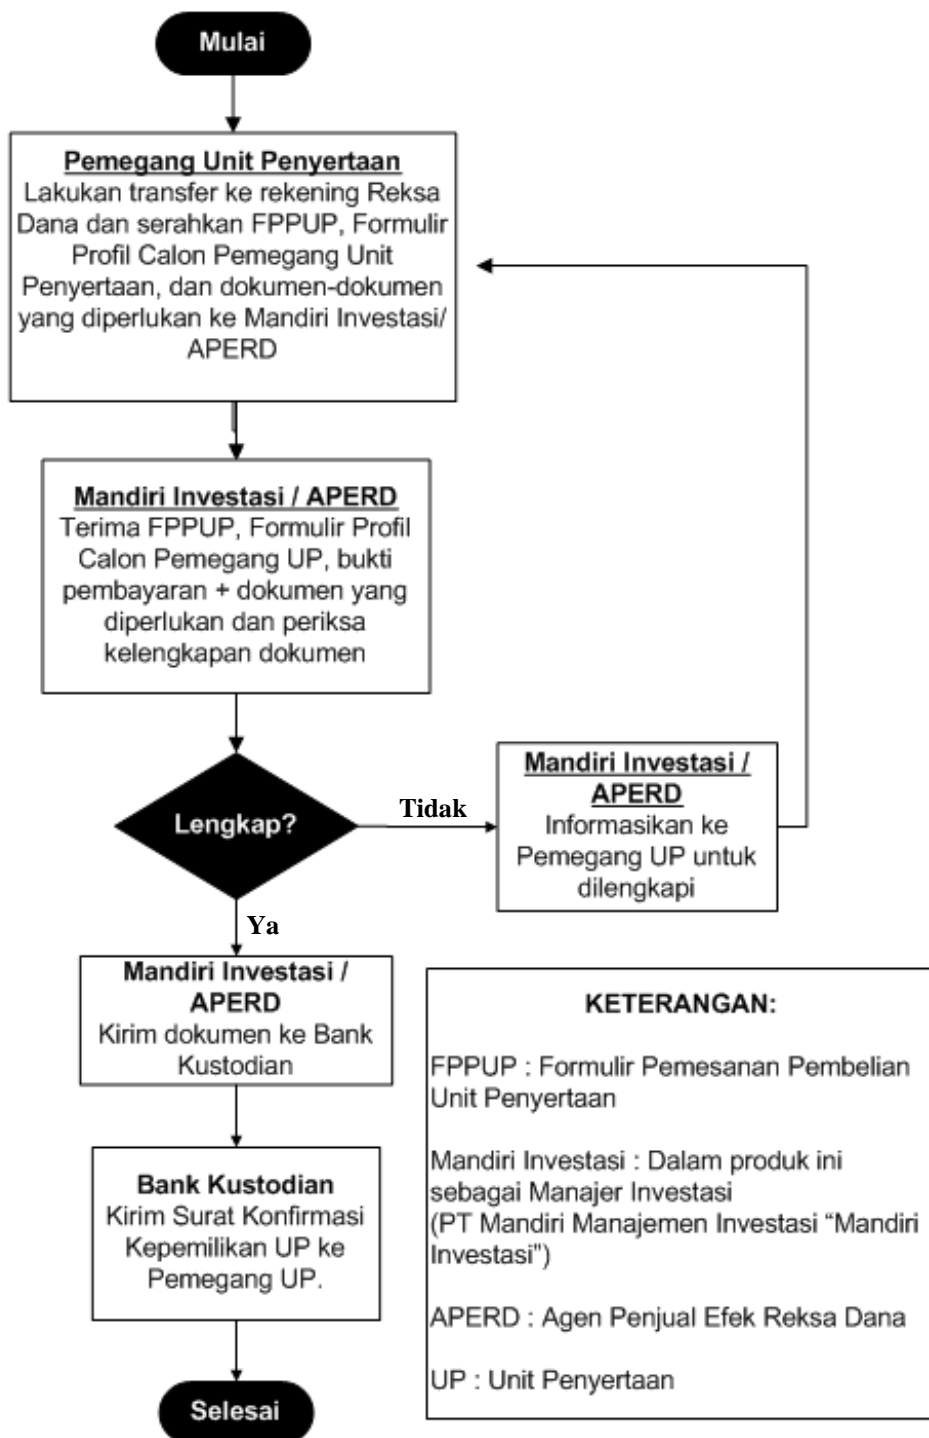 Mulai
Pemegang Unit Penyertaan
Lakukan transfer ke rekening Reksa
Dana dan serahkan FPPUP, Formulir
Profil Calon Pemegang Unit
Penyertaan, dan dokumen-dokumen
yang diperlukan ke Mandiri Investasi/
APERD
Mandiri Investasi / APERD
Terima FPPUP, Formulir Profil
Calon Pemegang UP, bukti
pembayaran + dokumen yang
diperlukan dan periksa
kelengkapan dokumen
Lengkap?
Tidak
Mandiri Investasi /
APERD
Informasikan ke
Pemegang UP untuk
dilengkapi
Ya
Mandiri Investasi /
APERD
Kirim dokumen ke Bank
Kustodian
Bank Kustodian
Kirim Surat Konfirmasi
Kepemilikan UP ke
Pemegang UP.
Selesai
KETERANGAN:
FPPUP : Formulir Pemesanan Pembelian
Unit Penyertaan
Mandiri Investasi : Dalam produk ini
sebagai Manajer Investasi
(PT Mandiri Manajemen Investasi “Mandiri
Investasi”)
APERD : Agen Penjual Efek Reksa Dana
UP : Unit Penyertaan